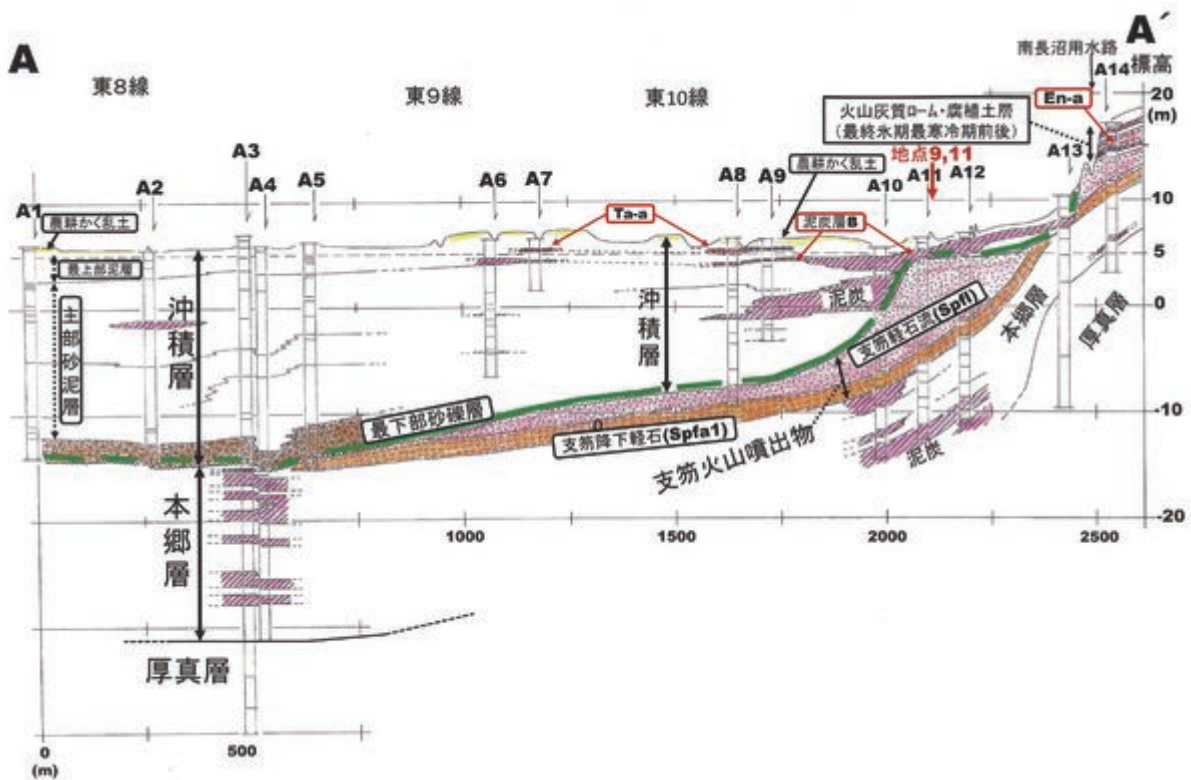 A
A´
東8線
東9線
東10線
南長沼用水路
標高
20
(m)
A14
En-a
火山灰質ローム・腐植土層
(最終氷期最寒冷期前後)
地点9,11
A13
A1
A2
A3
A4
A5
A6
A7
A8
A9
A10
A11
A12
農耕かく乱土
農耕かく乱土
Ta-a
泥炭層B
10
5
0
-10
-20
最上部泥層
主部砂泥層
沖積層
沖積層
泥炭
支笏軽石流(Spfl)
本郷層
厚真層
最下部砂礫層
0
支笏降下軽石(Spfa1)
支笏火山噴出物
泥炭
本郷層
厚真層
1000
1500
2000
2500
0
(m)
500